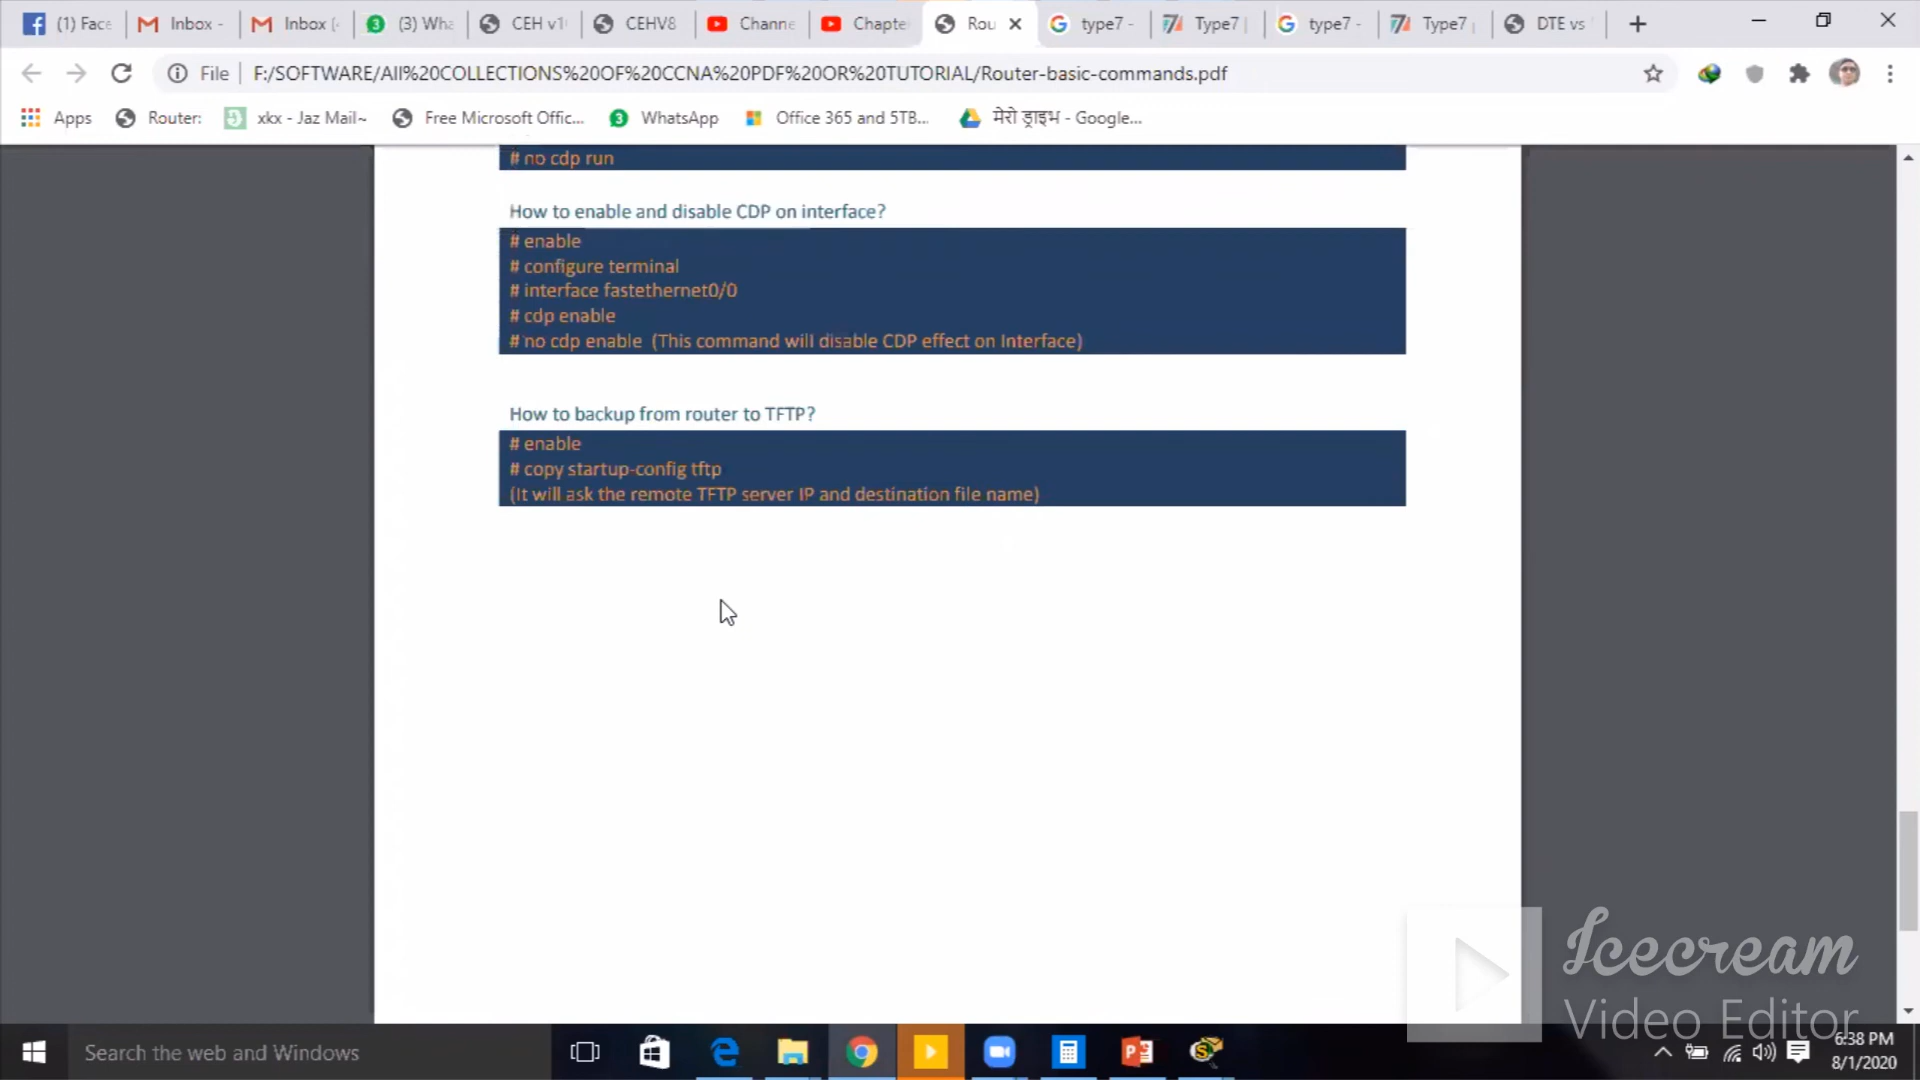 (1) Face
Inbox -
Inbox (
(3) Wha
CEH v1
CEHV8
Channe
Chapte
Rou
type7 -
Type7
type7 -
Type7
DTE vs
File
F:/SOFTWARE/All%20COLLECTIONS%20OF%20CCNA%20PDF%20OR%20TUTORIAL/Router-basic-commands.pdf
Apps
Router:
xkx - Jaz Mail~
Free Microsoft Offic...
3
WhatsApp
Office 365 and 5TB...
मेरो ड्राइभ - Google...
# no cdp run
How to enable and disable CDP on interface?
# enable
# configure terminal
# interface fastethernet0/0
# cdp enable
# no cdp enable (This command will disable CDP effect on Interface)
How to backup from router to TFTP?
# enable
# copy startup-config tftp
(It will ask the remote TFTP server IP and destination file name)
Icecream
Video Editor
Search the web and Windows
6:38 PM
8/1/2020